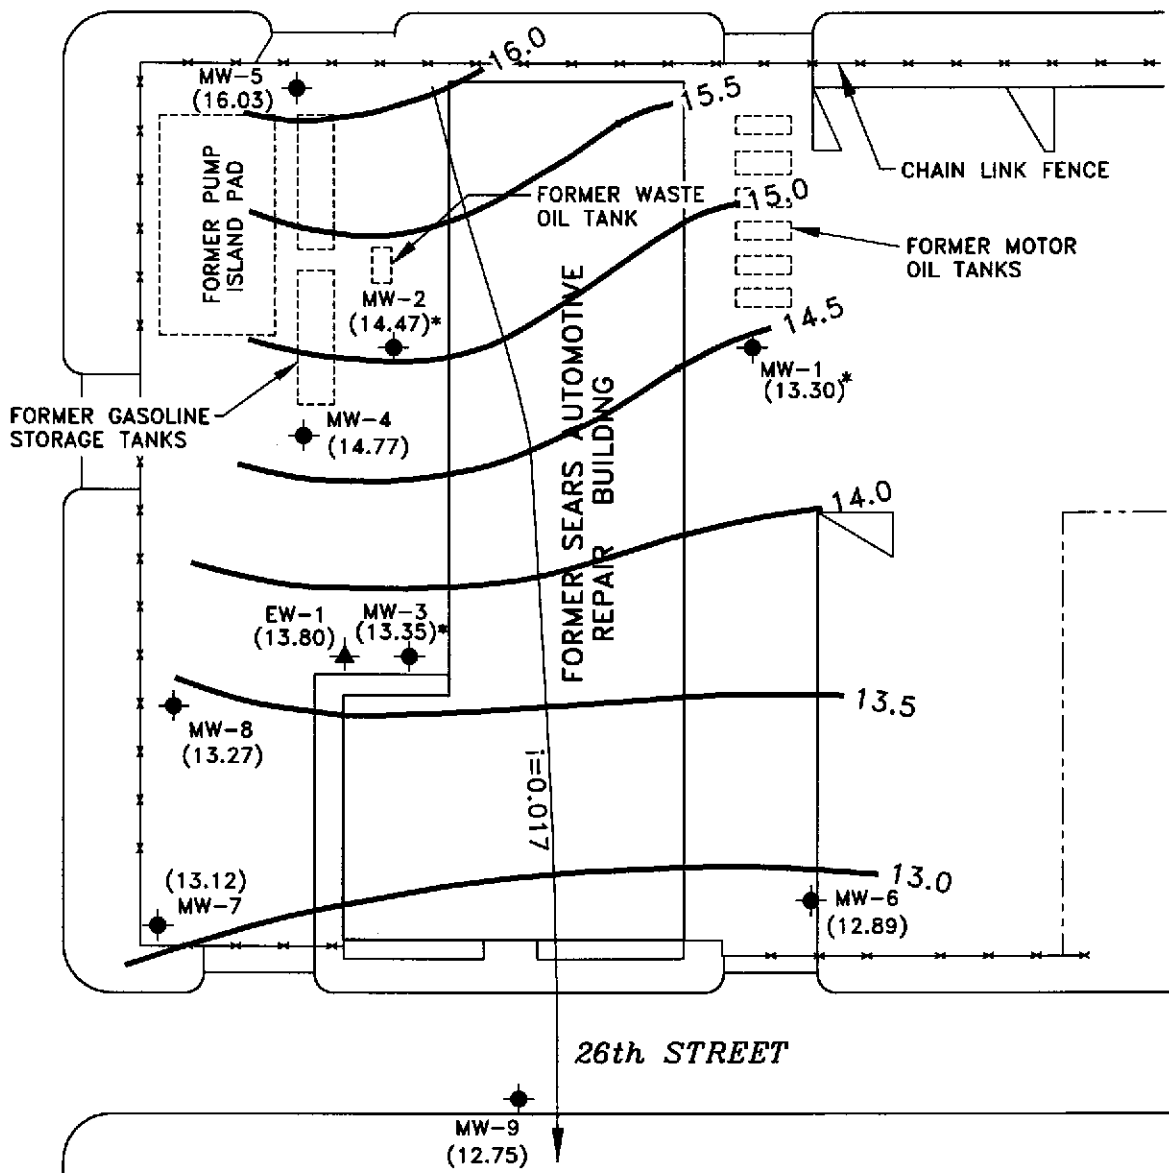 16.0
MW-5
(16.03)
15.5
CHAIN LINK FENCE
FORMER PUMP
ISLAND PAD
FORMER WASTE
OIL TANK
15.0
FORMER MOTOR
OIL TANKS
MW-2
(14.47)*
14.5
MW-1
(13.30)*
FORMER GASOLINE
STORAGE TANKS
MW-4
(14.77)
FORMER SEARS AUTOMOTIVE
REPAIR BUILDING
14.0
EW-1
(13.80)
MW-3
(13.35)*
13.5
MW-8
(13.27)
i=0.017
(13.12)
MW-7
13.0
MW-6
(12.89)
26th STREET
MW-9
(12.75)